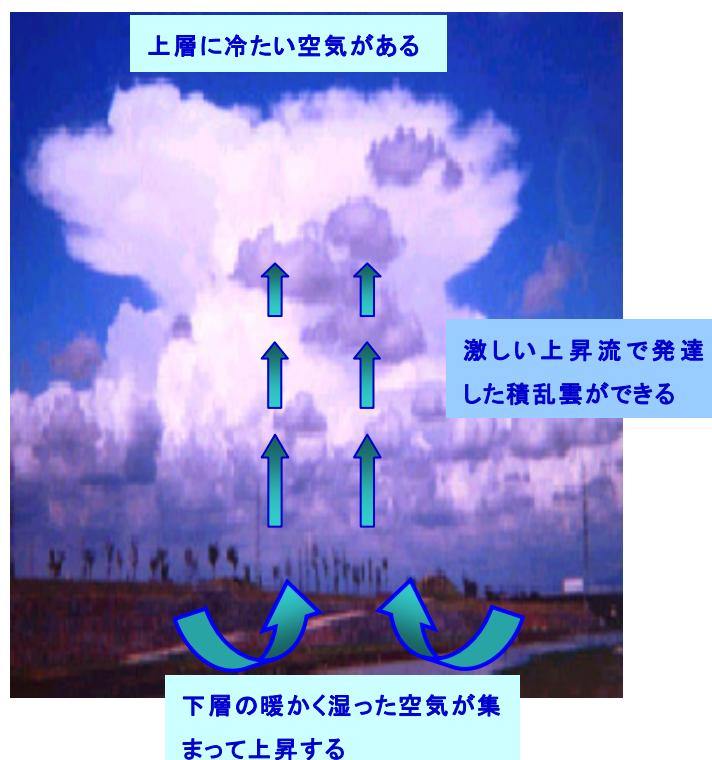 上層に冷たい空気がある
激しい上昇流で発達
した積乱雲ができる
下層の暖かく湿った空気が集
まって上昇する